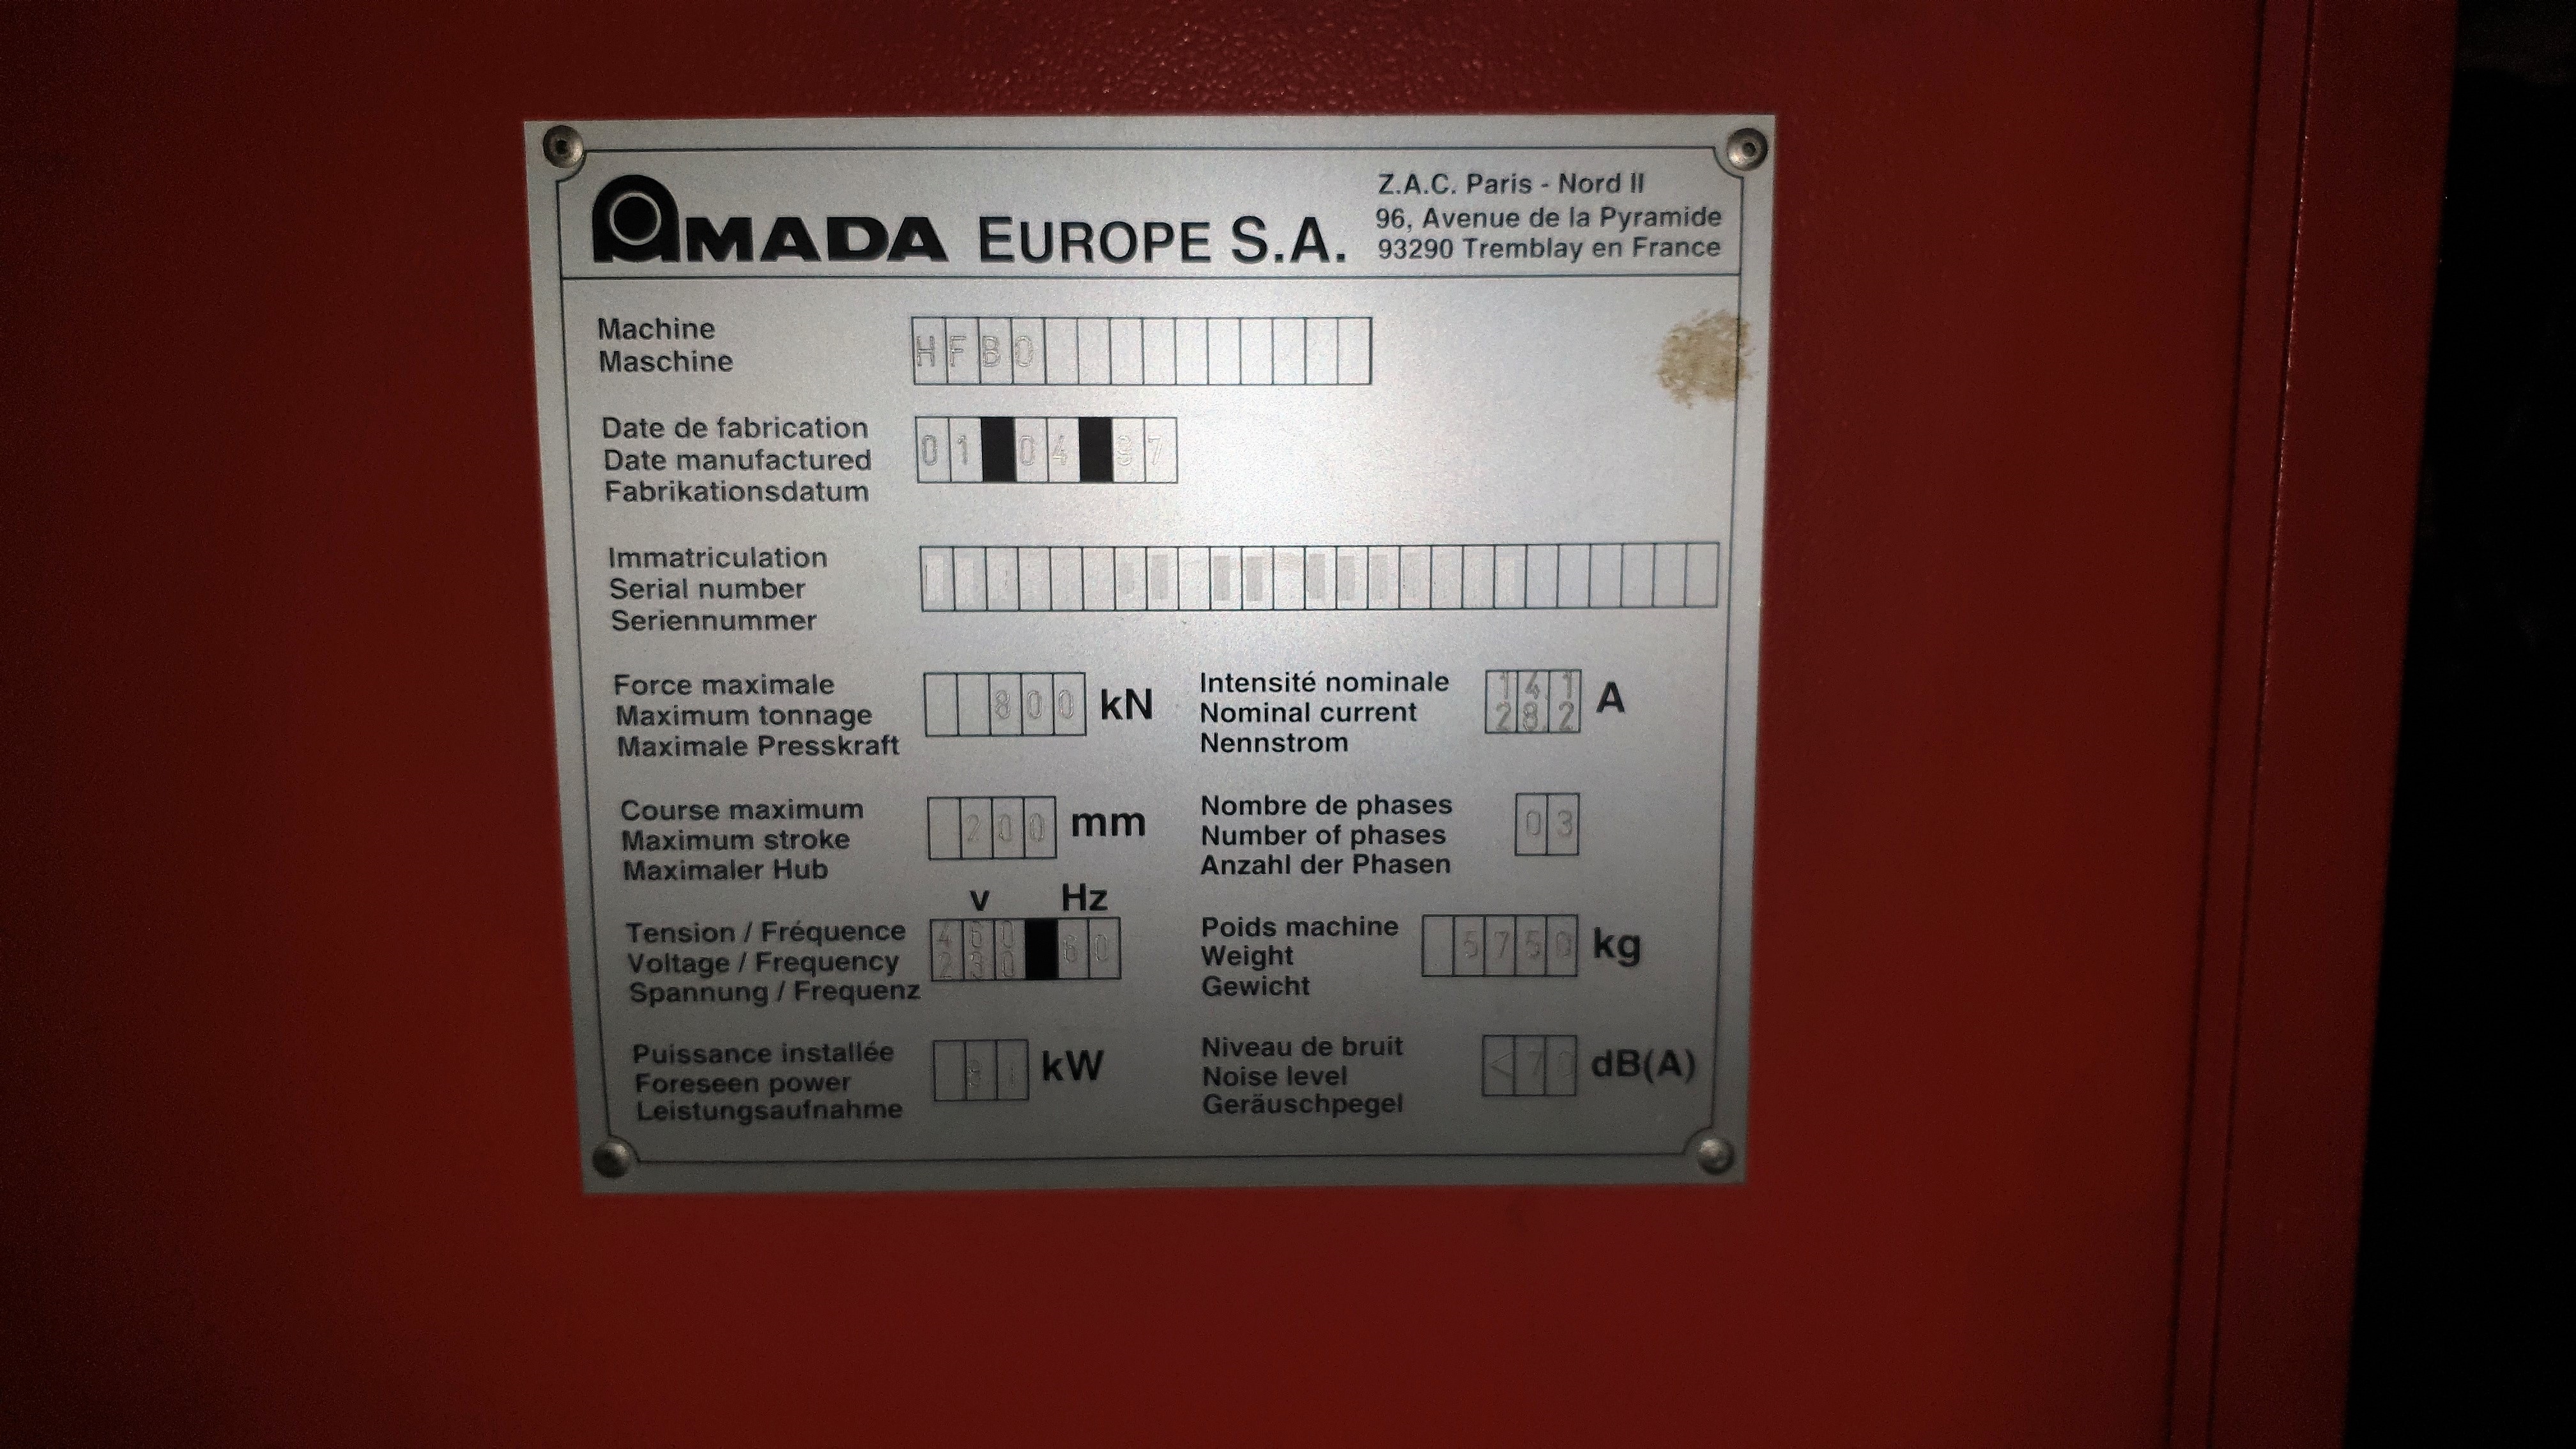 AMADA EUROPE S.A.
Z.A.C. Paris - Nord II
96, Avenue de la Pyramide
93290 Tremblay en France
Machine
Maschine
HFBO
Date de fabrication
Date manufactured
Fabrikationsdatum
01 04 97
Immatriculation
Serial number
Seriennummer
Force maximale
Maximum tonnage
Maximale Presskraft
800 kN
Intensité nominale
Nominal current
Nennstrom
141
282
A
Course maximum
Maximum stroke
Maximaler Hub
200 mm
Nombre de phases
Number of phases
Anzahl der Phasen
03
V Hz
Tension / Fréquence
Voltage / Frequency
Spannung / Frequenz
460
230
60
Poids machine
Weight
Gewicht
5750 kg
Puissance installée
Foreseen power
Leistungsaufnahme
kW
Niveau de bruit
Noise level
Geräuschpegel
<70 dB(A)